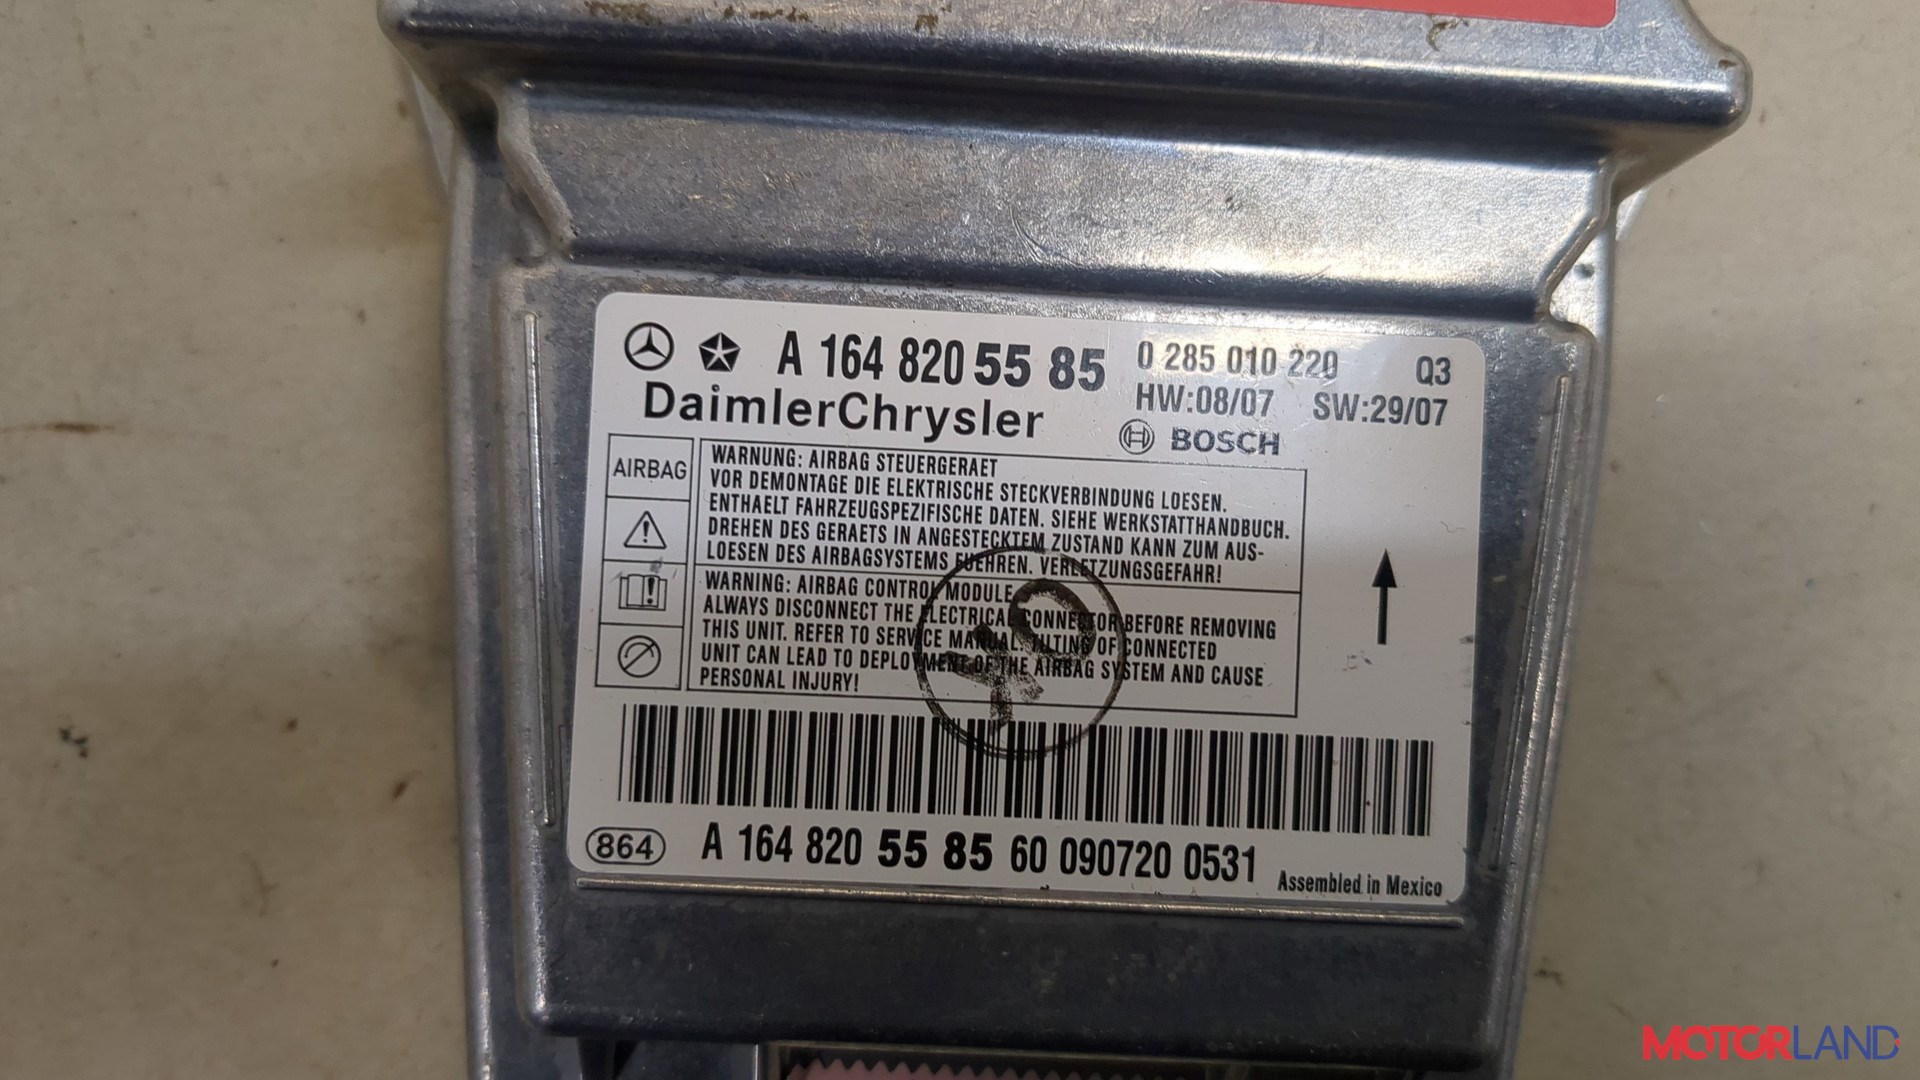 A 164 820 55 85
0 285 010 220 Q3
DaimlerChrysler
HW:08/07 SW:29/07
BOSCH
AIRBAG
WARNUNG: AIRBAG STEUERGERAET
VOR DEMONTAGE DIE ELEKTRISCHE STECKVERBINDUNG LOESEN.
ENTHAELT FAHRZEUGSPEZIFISCHE DATEN. SIEHE WERKSTATTHANDBUCH.
DREHEN DES GERAETS IN ANGESTECKTEM ZUSTAND KANN ZUM AUS-
LOESEN DES AIRBAGSYSTEMS FUEHREN. VERLETZUNGSGEFAHR!
WARNING: AIRBAG CONTROL MODULE
ALWAYS DISCONNECT THE ELECTRICAL CONNECTOR BEFORE REMOVING
THIS UNIT. REFER TO SERVICE MANUAL. TILTING OF CONNECTED
UNIT CAN LEAD TO DEPLOYMENT OF THE AIRBAG SYSTEM AND CAUSE
PERSONAL INJURY!
864
A 164 820 55 85 60 090720 0531
Assembled in Mexico
MOTORLAND